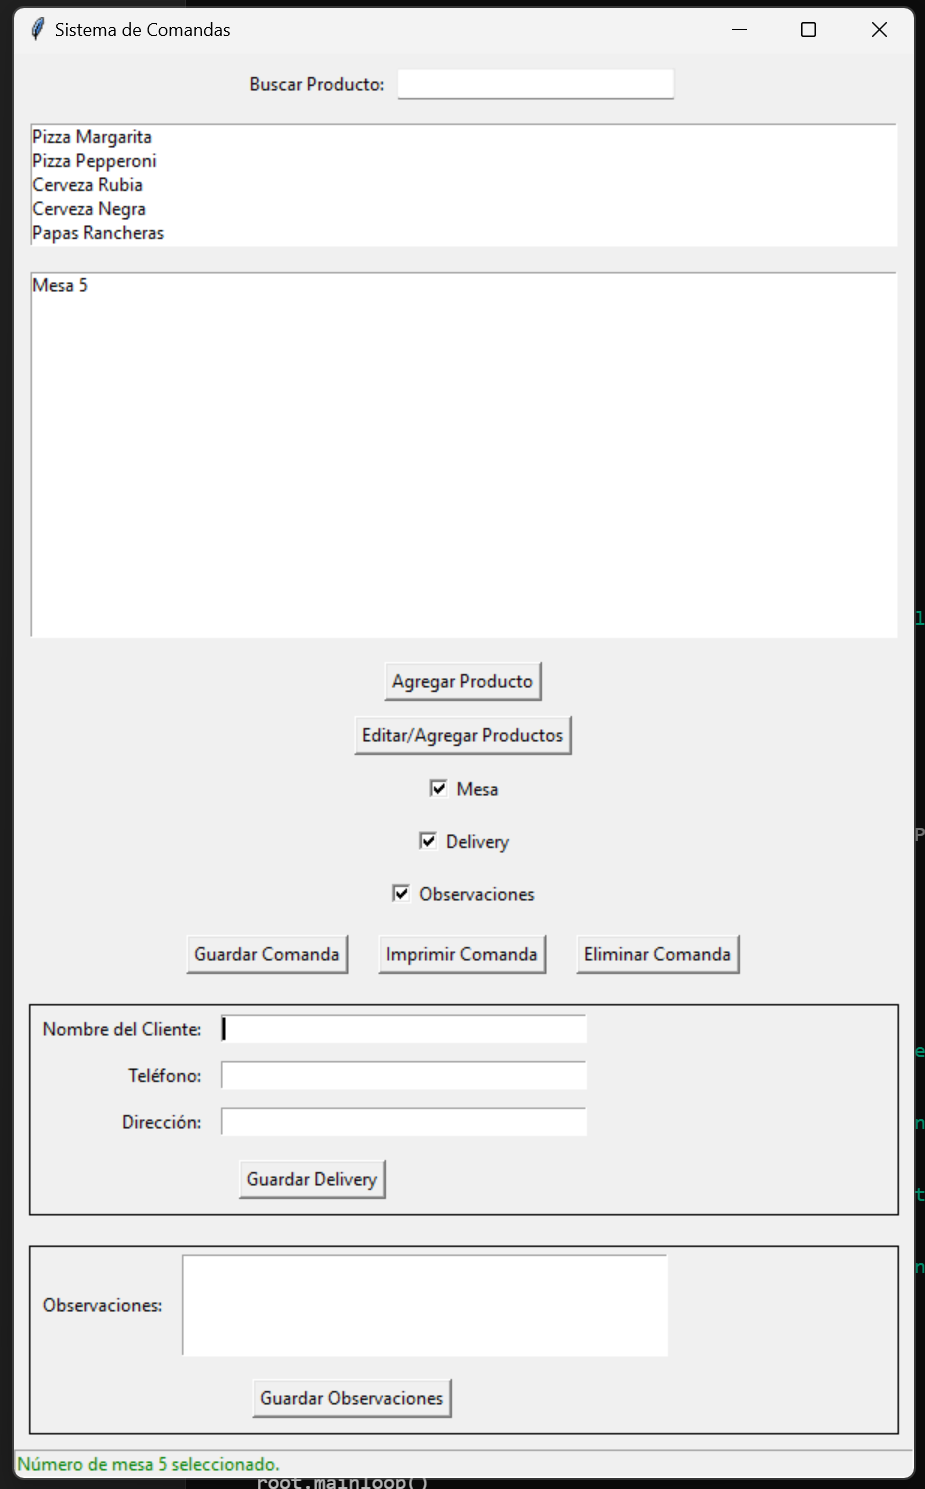 Sistema de Comandas
Buscar Producto:
Pizza Margarita
Pizza Pepperoni
Cerveza Rubia
Cerveza Negra
Papas Rancheras
Mesa 5
Agregar Producto
Editar/Agregar Productos
Mesa
Delivery
Observaciones
Guardar Comanda Imprimir Comanda Eliminar Comanda
Nombre del Cliente:
Teléfono:
Dirección:
Guardar Delivery
Observaciones:
Guardar Observaciones
Número de mesa 5 seleccionado.
root.mainloop()